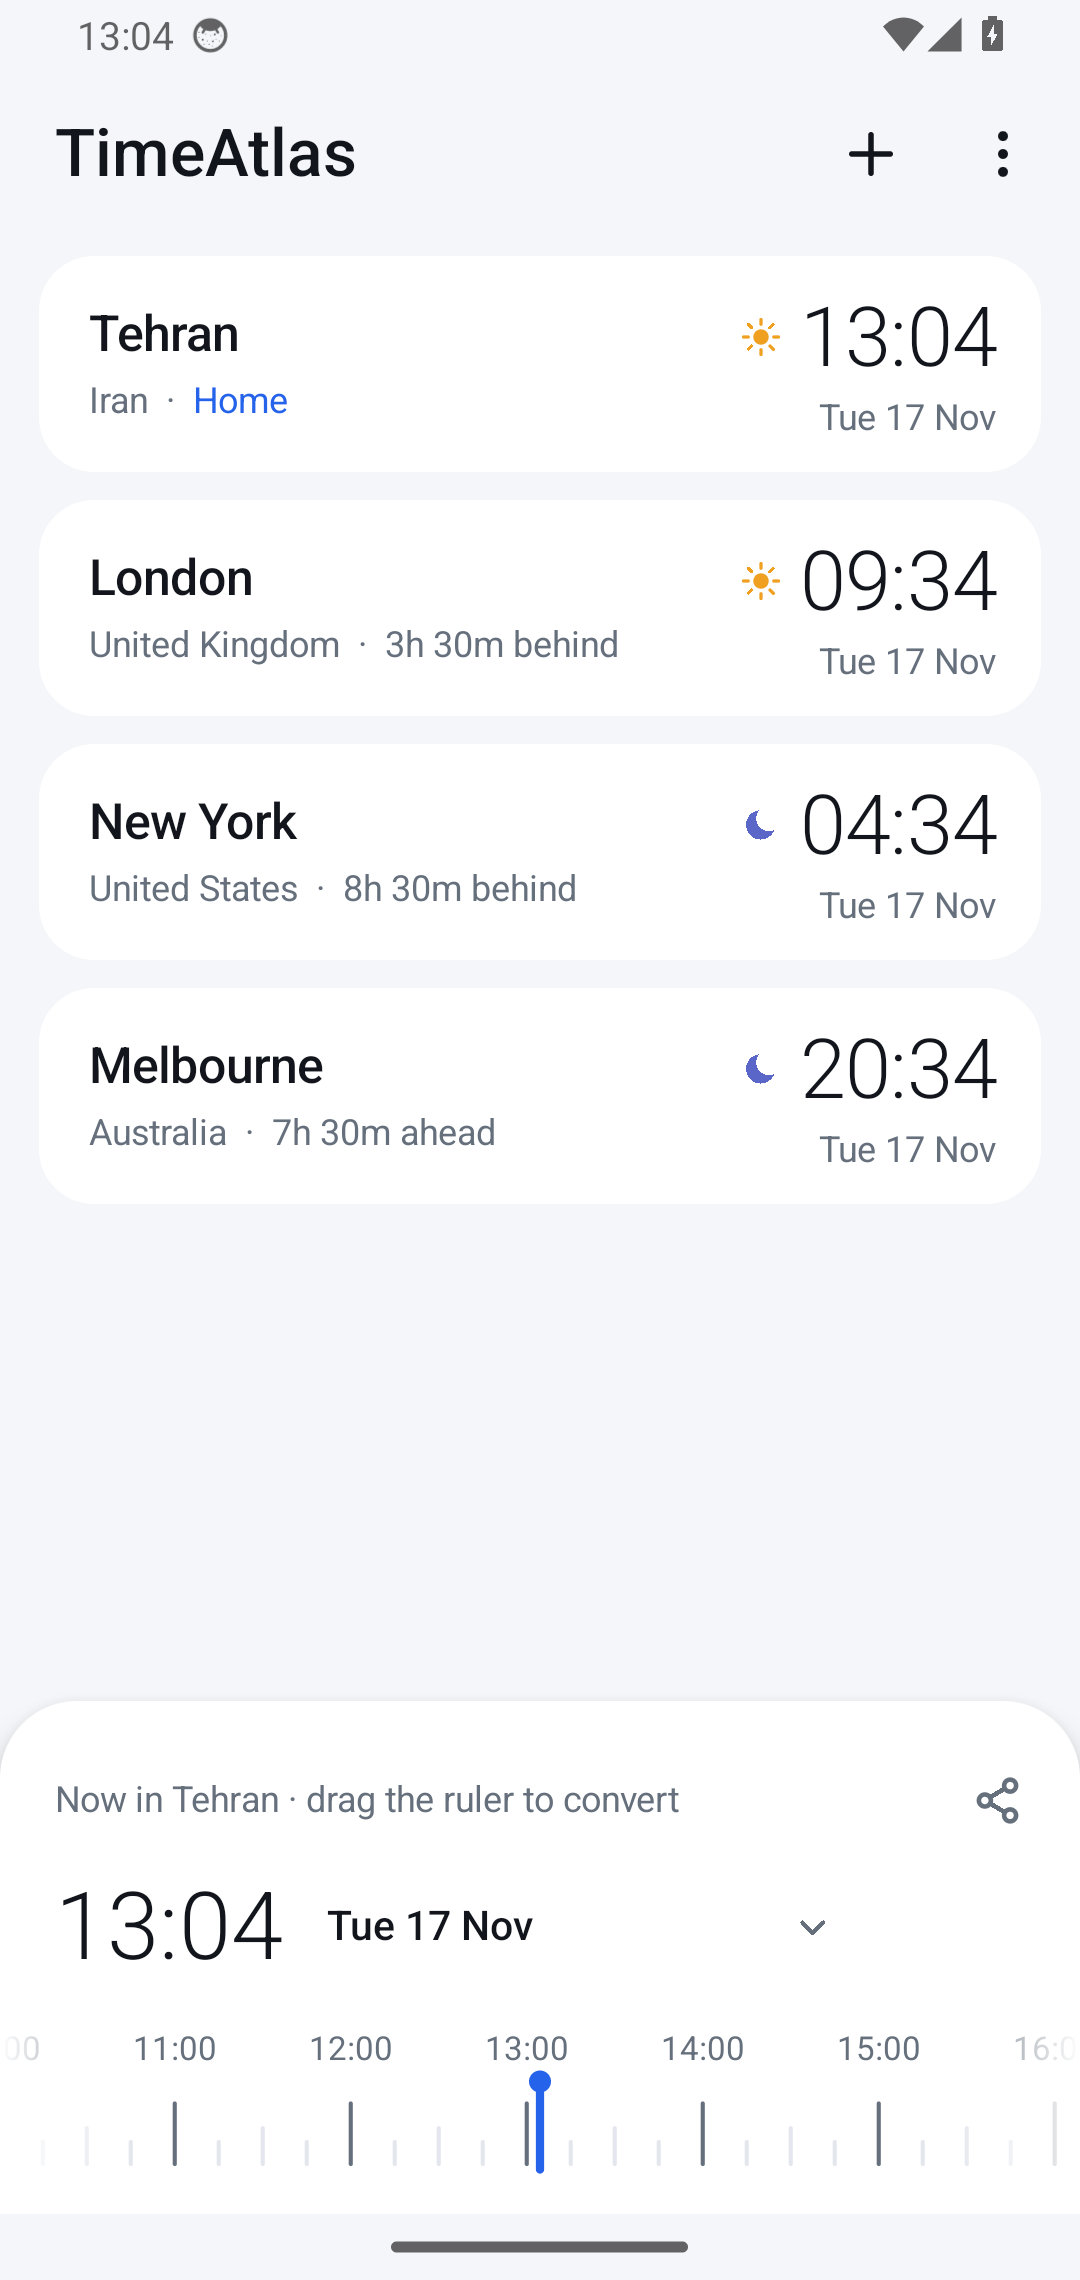 13:04
TimeAtlas
Tehran
13:04
Iran · Home
Tue 17 Nov
London
09:34
United Kingdom · 3h 30m behind
Tue 17 Nov
New York
04:34
United States · 8h 30m behind
Tue 17 Nov
Melbourne
20:34
Australia · 7h 30m ahead
Tue 17 Nov
Now in Tehran · drag the ruler to convert
13:04 Tue 17 Nov
00 11:00 12:00 13:00 14:00 15:00 16:0